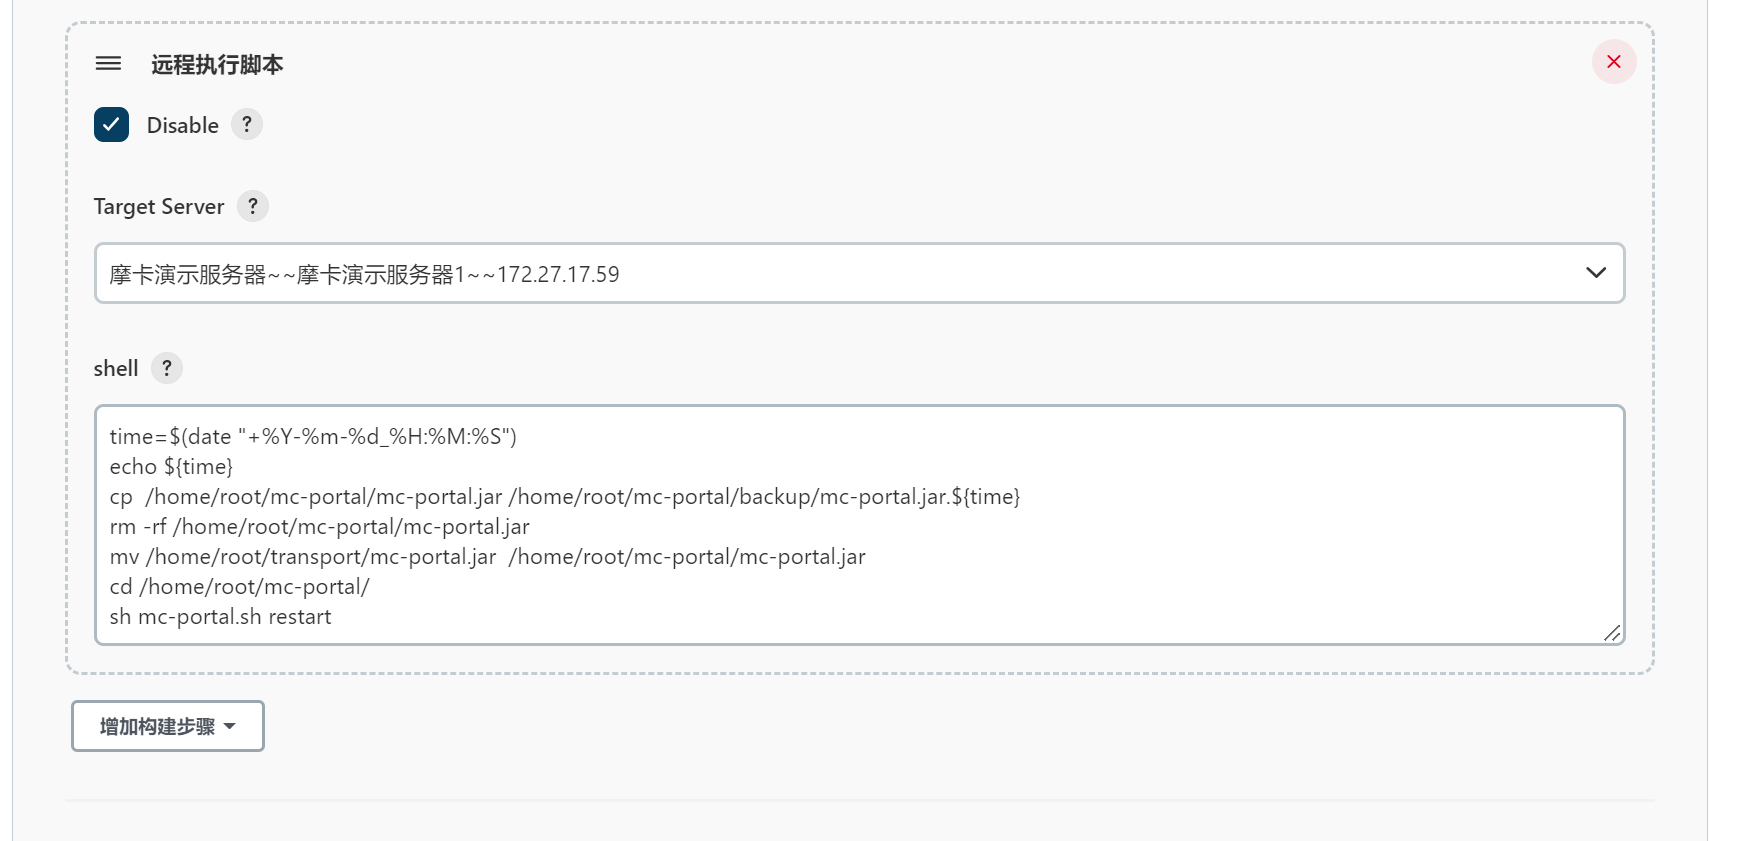 远程执行脚本
Disable ?
Target Server ?
摩卡演示服务器~~摩卡演示服务器1~~172.27.17.59
shell ?
time=$(date "+%Y-%m-%d_%H:%M:%S")
echo ${time}
cp  /home/root/mc-portal/mc-portal.jar /home/root/mc-portal/backup/mc-portal.jar.${time}
rm -rf /home/root/mc-portal/mc-portal.jar
mv /home/root/transport/mc-portal.jar  /home/root/mc-portal/mc-portal.jar
cd /home/root/mc-portal/
sh mc-portal.sh restart
增加构建步骤